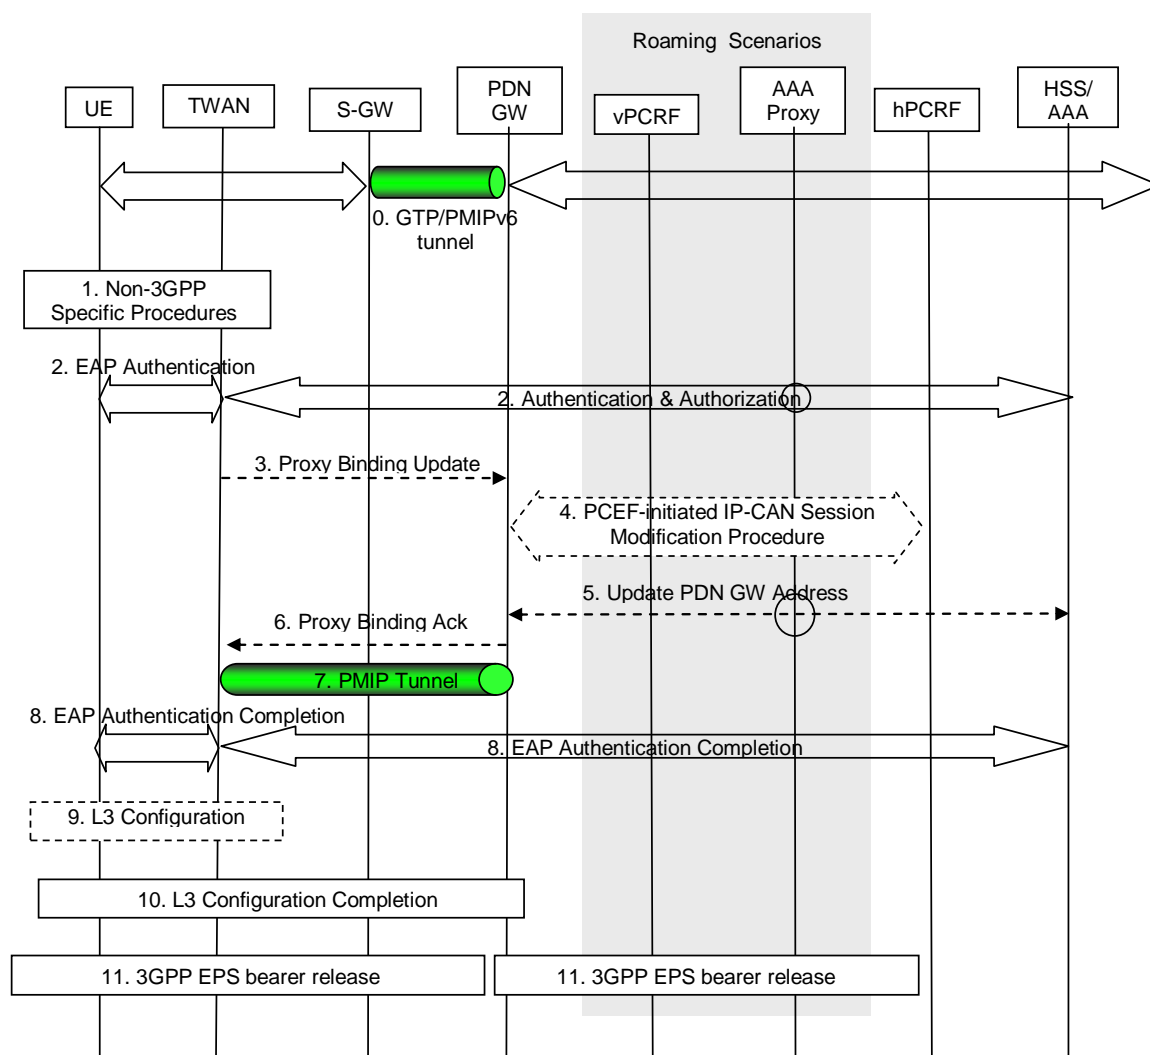 Roaming Scenarios
UE
TWAN
S-GW
PDN
GW
vPCRF
AAA
Proxy
hPCRF
HSS/
AAA
0. GTP/PMIPv6
tunnel
1. Non-3GPP
Specific Procedures
2. EAP Authentication
2. Authentication & Authorization
3. Proxy Binding Update
4. PCEF-initiated IP-CAN Session
Modification Procedure
5. Update PDN GW Address
6. Proxy Binding Ack
7. PMIP Tunnel
8. EAP Authentication Completion
8. EAP Authentication Completion
9. L3 Configuration
10. L3 Configuration Completion
11. 3GPP EPS bearer release
11. 3GPP EPS bearer release